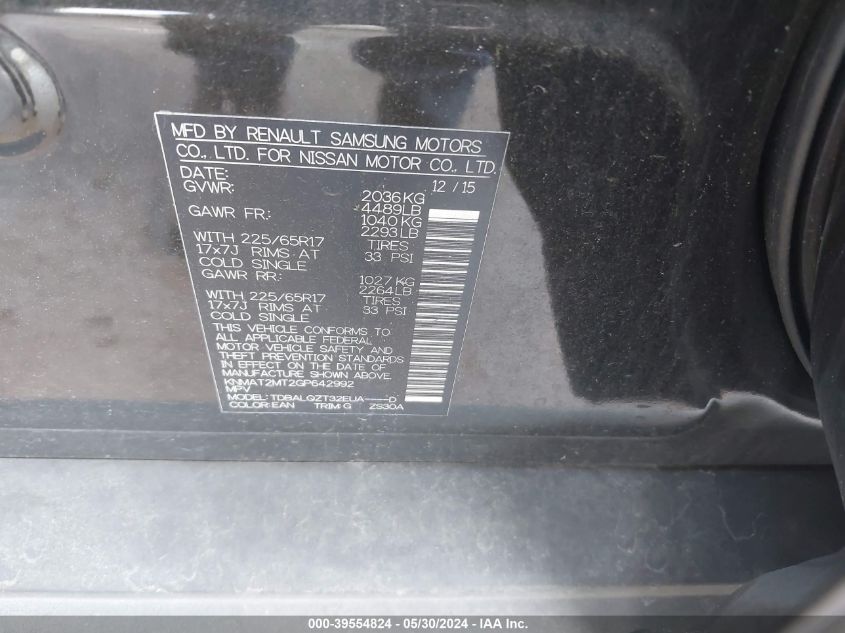 MFD BY RENAULT SAMSUNG MOTORS
CO., LTD. FOR NISSAN MOTOR CO., LTD.
DATE: 12/15
GVWR: 2036KG
4489LB
GAWR FR: 1040KG
2293LB
WITH 225/65R17 TIRES
17x7J RIMS AT 33 PSI
COLD SINGLE
GAWR RR: 1027KG
2264LB
WITH 225/65R17 TIRES
17x7J RIMS AT 33 PSI
COLD SINGLE
THIS VEHICLE CONFORMS TO
ALL APPLICABLE FEDERAL
MOTOR VEHICLE SAFETY AND
THEFT PREVENTION STANDARDS
IN EFFECT ON THE DATE OF
MANUFACTURE SHOWN ABOVE.
KNMAT2MT2GP642992
MPV
MODEL: TDBALQZT32EUA----D
COLOR:EAN TRIM:G ZS30A
000-39554824 - 05/30/2024 - IAA Inc.